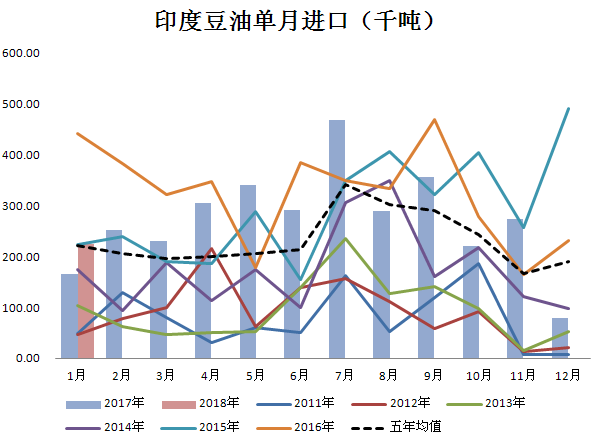 印度豆油单月进口（千吨）
600.00
500.00
400.00
300.00
200.00
100.00
0.00
1月 2月 3月 4月 5月 6月 7月 8月 9月 10月 11月 12月
2017年 2018年 2011年 2012年 2013年
2014年 2015年 2016年 五年均值